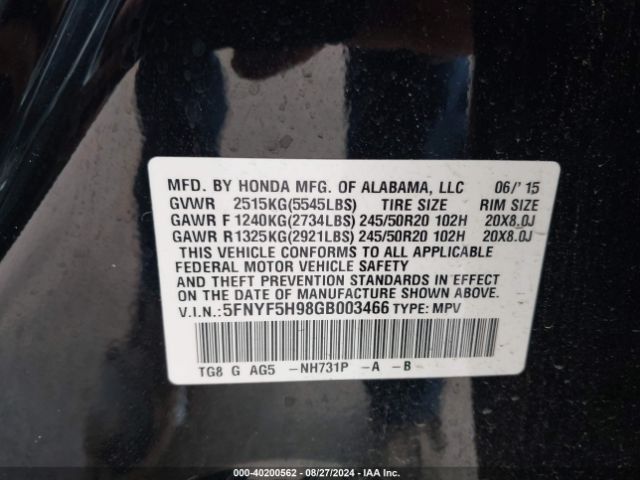 MFD. BY HONDA MFG. OF ALABAMA, LLC 06/'15
GVWR 2515KG(5545LBS) TIRE SIZE RIM SIZE
GAWR F 1240KG(2734LBS) 245/50R20 102H 20X8.0J
GAWR R1325KG(2921LBS) 245/50R20 102H 20X8.0J
THIS VEHICLE CONFORMS TO ALL APPLICABLE
FEDERAL MOTOR VEHICLE SAFETY
AND THEFT PREVENTION STANDARDS IN EFFECT
ON THE DATE OF MANUFACTURE SHOWN ABOVE.
V.I.N.:5FNYF5H98GB003466 TYPE: MPV
TG8 G AG5 -NH731P -A -B
000-40200562 - 08/27/2024 - IAA Inc.